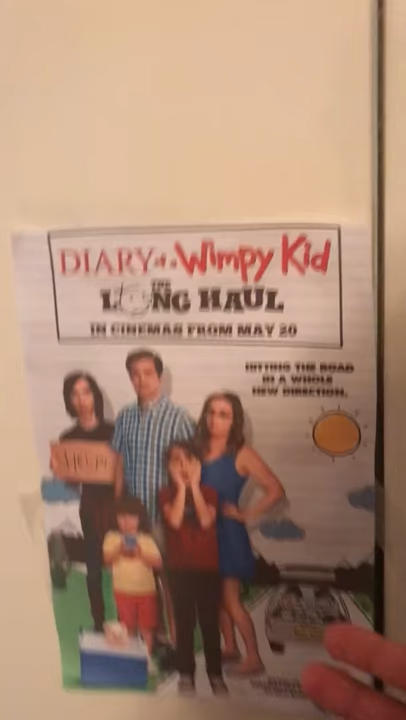 DIARY of a Wimpy Kid
THE
LONG HAUL
IN CINEMAS FROM MAY 20
HITTING THE ROAD
IN A WHOLE
NEW DIRECTION.
HELP!